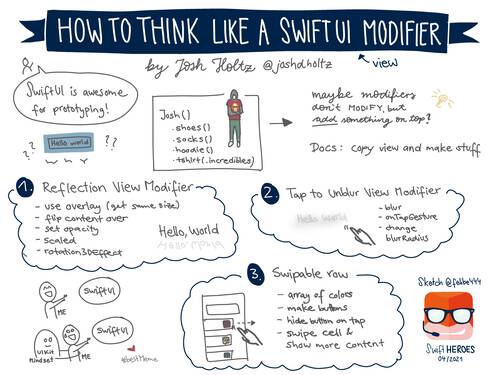 HOW TO THINK LIKE A SWIFTUI MODIFIER
by Josh Holtz @joshdholtz
view
SwiftUI is awesome
for prototyping!
?? Hello world ??
Josh()
.shoes()
.socks()
.hoodie()
.tshirt(.incredibles)
maybe modifiers
don't MODIFY, but
add something on top?
Docs: copy view and make stuff
1. Reflection View Modifier
- use overlay (get same size)
- flip content over
- set opacity
- scaled
- rotation3Deffect
Hello, World
Hello, World
2. Tap to Unblur View Modifier
Hello World
- blur
- onTapGesture
- change
blurRadius
3. Swipable row
- array of colors
- make buttons
- hide button on tap
- swipe cell &
show more content
SwiftUI
ME
SwiftUI
UIKit
mindset
ME
#bestMeme
Sketch @febbe444
Swift HEROES
04/2021